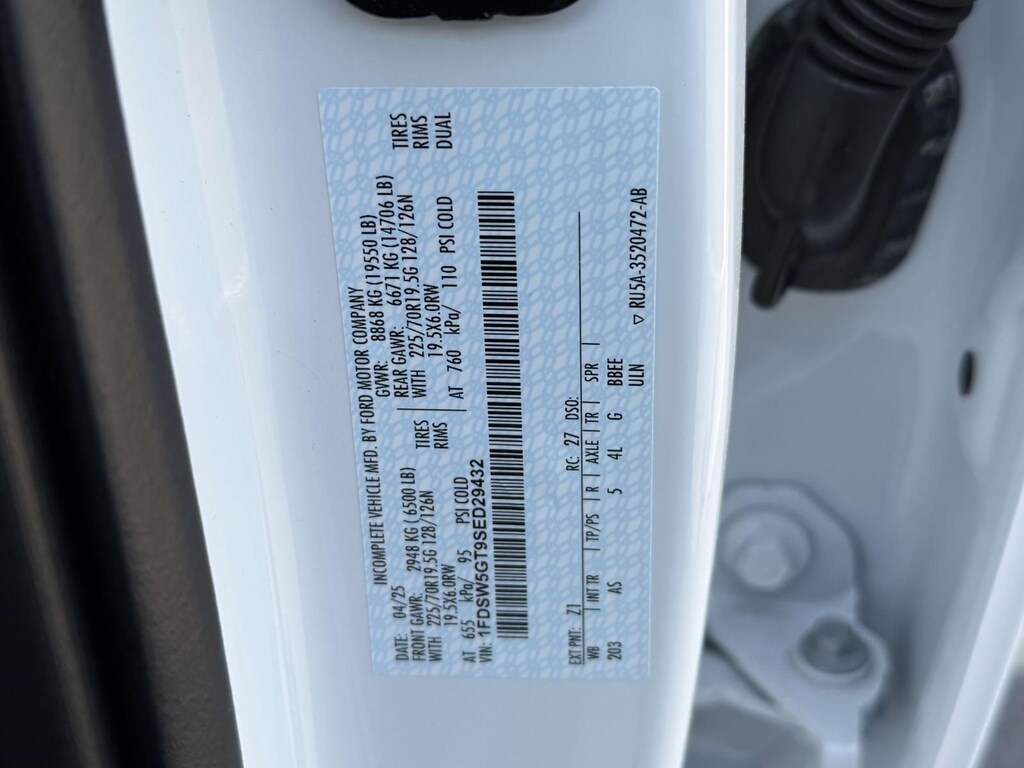 INCOMPLETE VEHICLE MFD. BY FORD MOTOR COMPANY
DATE: 04/25 GVWR: 8868 KG (19550 LB)
FRONT GAWR: 2948 KG ( 6500 LB) REAR GAWR: 6671 KG (14706 LB)
WITH 225/70R19.5G 128/126N TIRES WITH 225/70R19.5G 128/126N TIRES
19.5X6.0RW RIMS 19.5X6.0RW RIMS
AT 655 kPa/ 95 PSI COLD AT 760 kPa/ 110 PSI COLD DUAL
VIN: 1FDSW5GT9SED29432
EXT PNT: Z1 RC: 27 DSO:
WB INT TR TP/PS R AXLE TR SPR
203 AS 5 4L G BBEE
ULN
▽ RU5A-3520472-AB